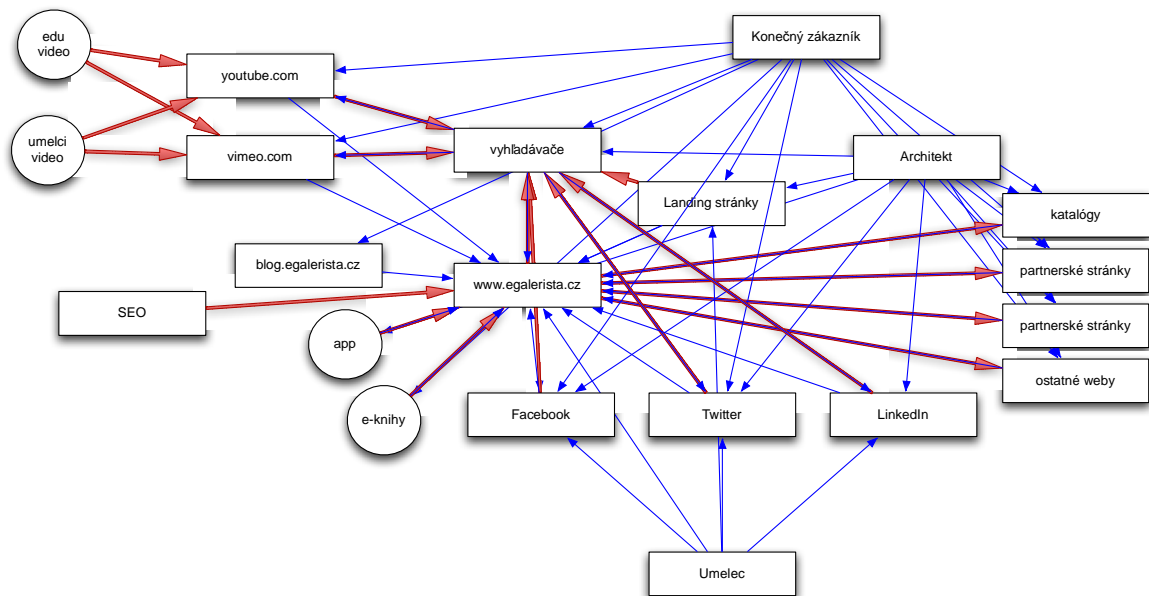 edu
video
Konečný zákazník
youtube.com
umelci
video
vimeo.com
vyhľadávače
Architekt
Landing stránky
katalógy
blog.egalerista.cz
www.egalerista.cz
partnerské stránky
SEO
partnerské stránky
app
ostatné weby
e-knihy
Facebook
Twitter
LinkedIn
Umelec